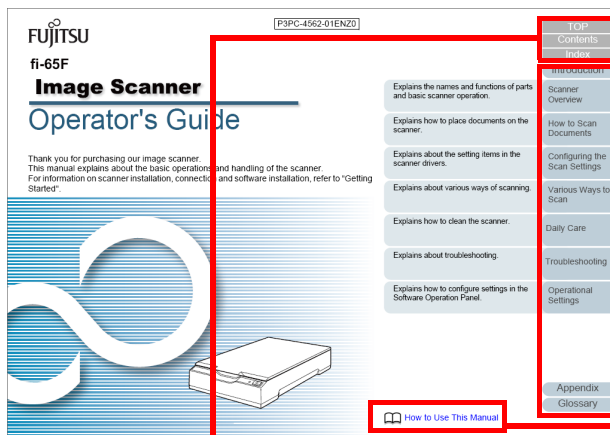 FUJITSU
P3PC-4562-01ENZ0
fi-65F
Image Scanner
Operator's Guide
Thank you for purchasing our image scanner.
This manual explains about the basic operations and handling of the scanner.
For information on scanner installation, connection and software installation, refer to "Getting
Started".
TOP
Contents
Index
Introduction
Explains the names and functions of parts
and basic scanner operation.
Scanner
Overview
Explains how to place documents on the
scanner.
How to Scan
Documents
Explains about the setting items in the
scanner drivers.
Configuring the
Scan Settings
Explains about various ways of scanning.
Various Ways to
Scan
Explains how to clean the scanner.
Daily Care
Explains about troubleshooting.
Troubleshooting
Explains how to configure settings in the
Software Operation Panel.
Operational
Settings
Appendix
Glossary
How to Use This Manual